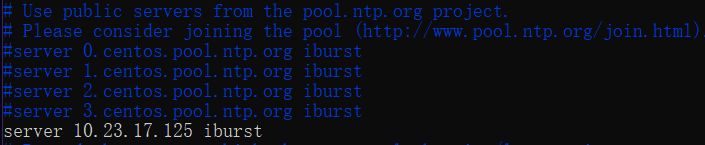 # Use public servers from the pool.ntp.org project.
# Please consider joining the pool (http://www.pool.ntp.org/join.html)
#server 0.centos.pool.ntp.org iburst
#server 1.centos.pool.ntp.org iburst
#server 2.centos.pool.ntp.org iburst
#server 3.centos.pool.ntp.org iburst
server 10.23.17.125 iburst